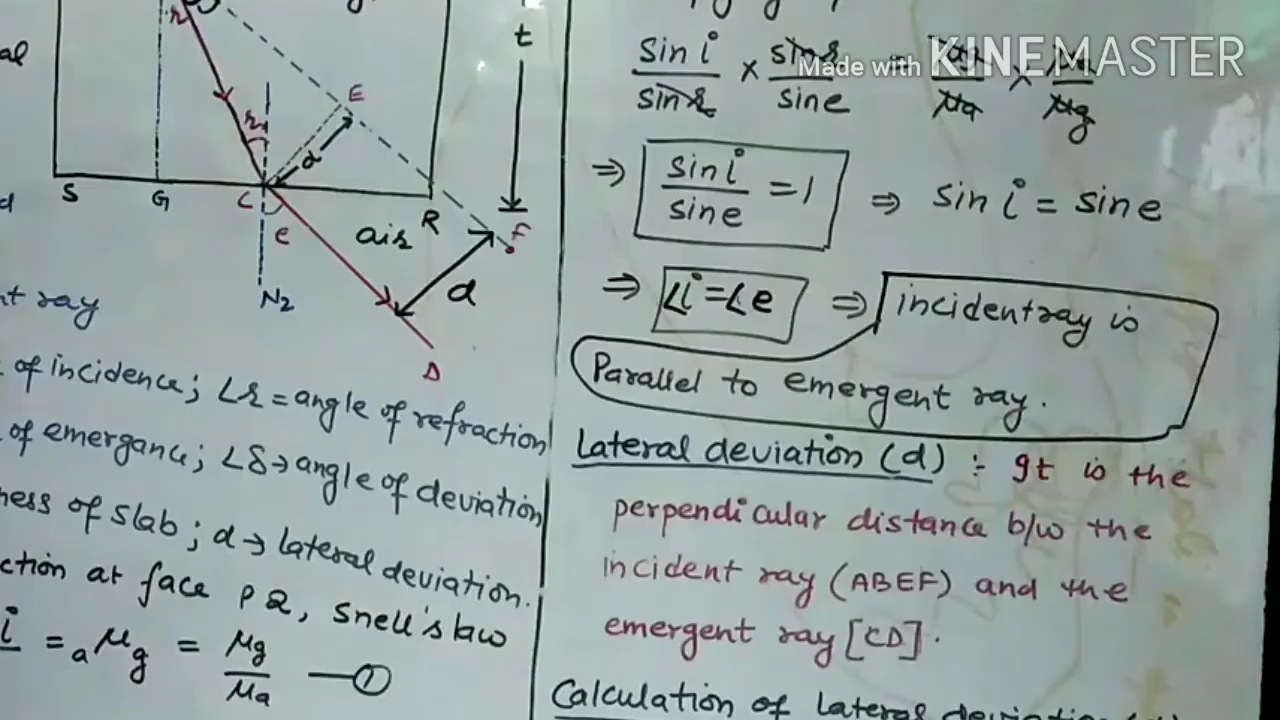 t
E
r
d
S
G
C
R
e
air
F
d
N2
D
al
d
nt ray
of incidence; ∠r = angle of refraction
of emergance; ∠δ → angle of deviation
ness of slab; d → lateral deviation.
ction at face PQ, Snell's law
i = aμg = μg/μa — ①
sin i/sin r × sin r/sin e
Made with KINEMASTER
μa × μg
⇒ sin i/sin e = 1 ⇒ sin i = sin e
⇒ ∠i = ∠e ⇒ incident ray is
Parallel to emergent ray.
Lateral deviation (d) :- It is the
perpendicular distance b/w the
incident ray (ABEF) and the
emergent ray [CD].
Calculation of lateral deviation